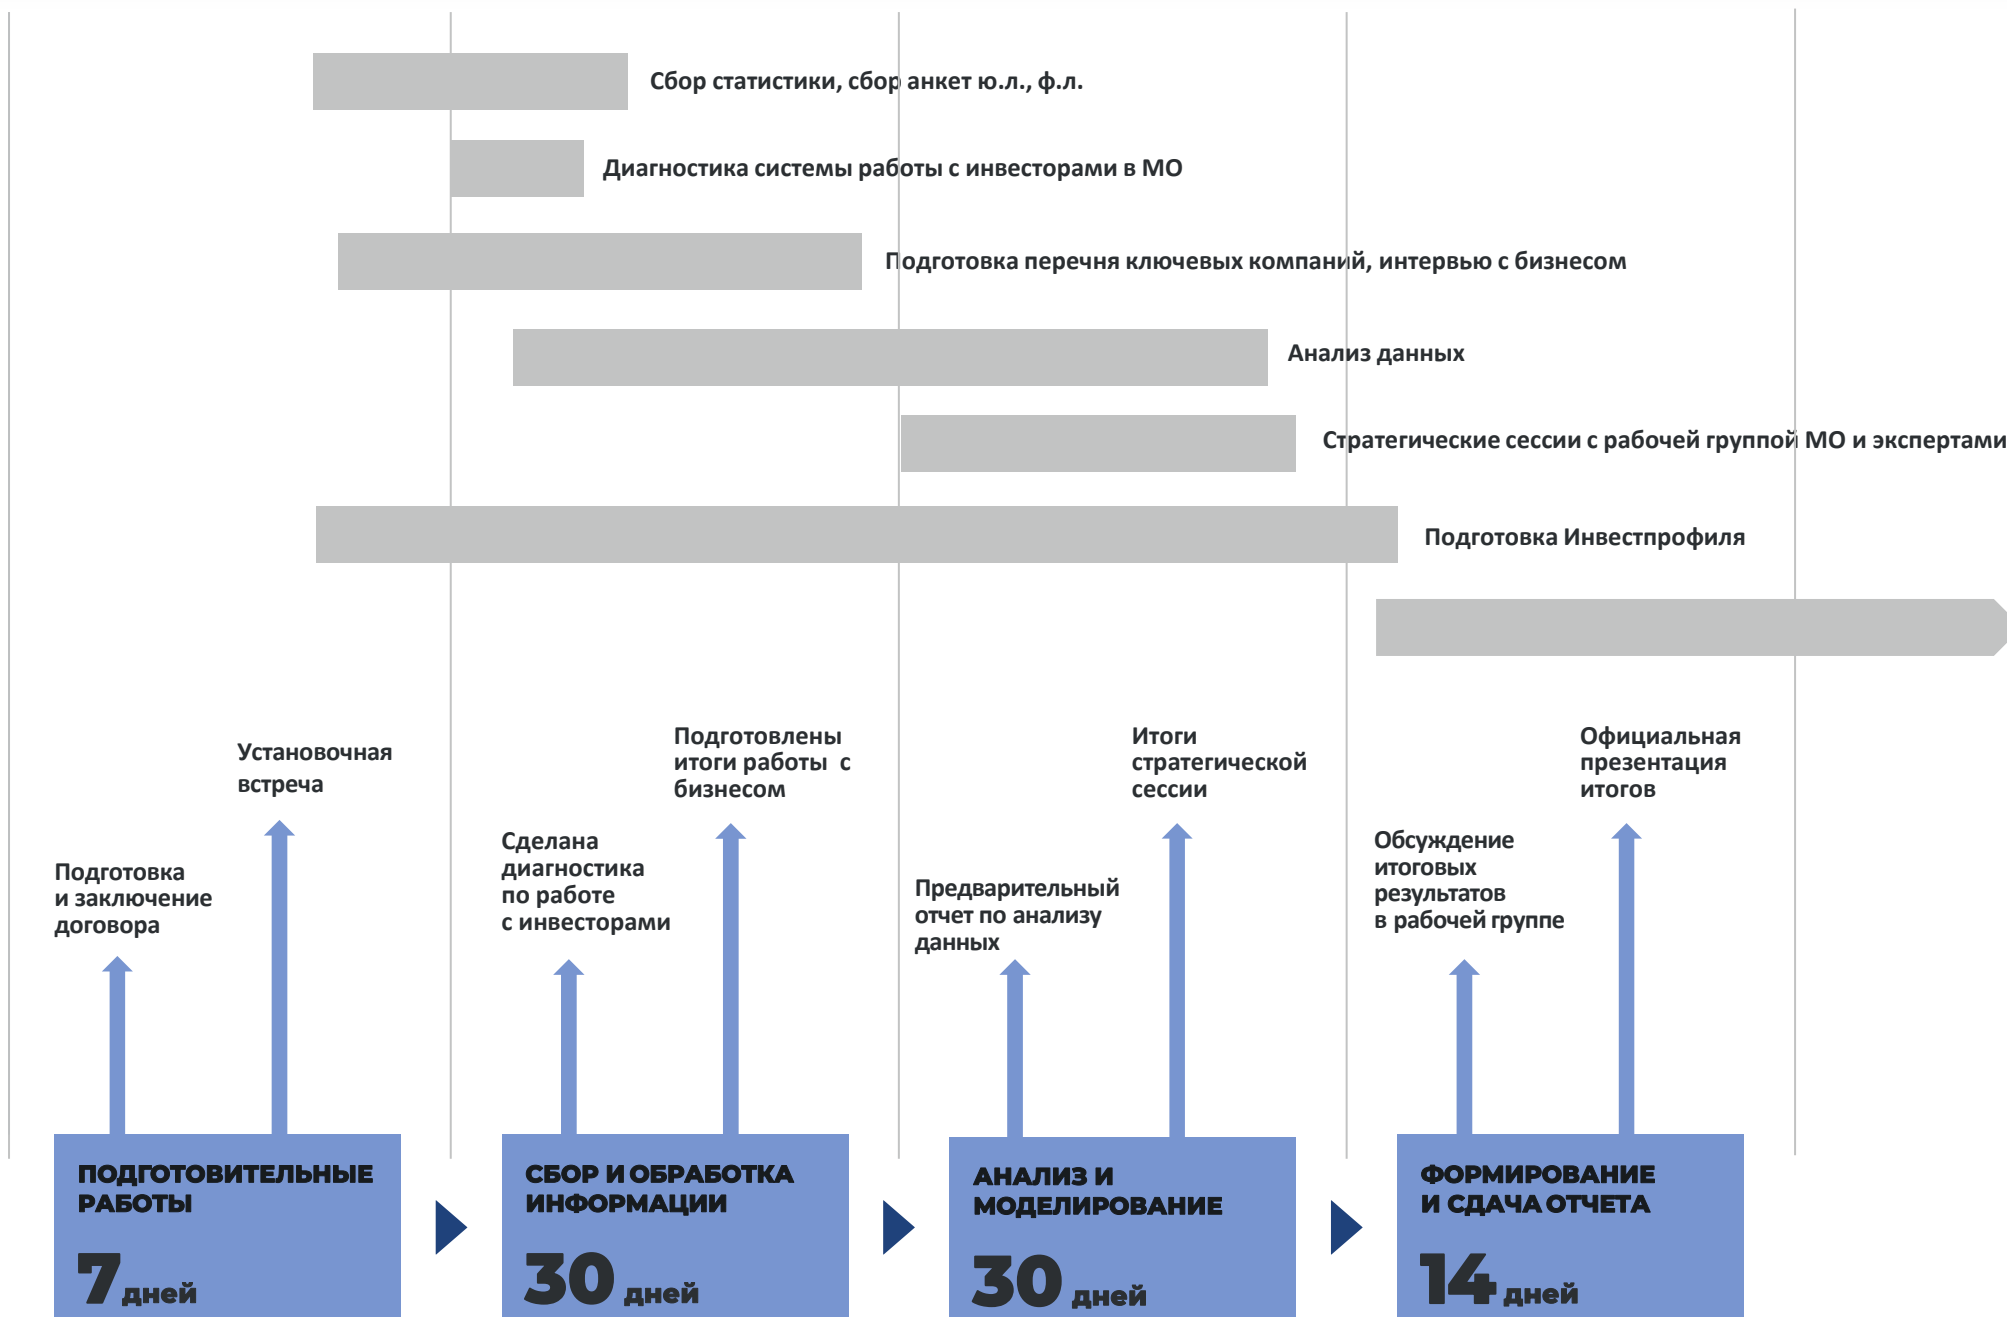 Сбор статистики, сбор анкет ю.л., ф.л.
Диагностика системы работы с инвесторами в МО
Подготовка перечня ключевых компаний, интервью с бизнесом
Анализ данных
Стратегические сессии с рабочей группой МО и экспертами
Подготовка Инвестпрофиля
Подготовка
и заключение
договора
Установочная
встреча
Сделана
диагностика
по работе
с инвесторами
Подготовлены
итоги работы с
бизнесом
Предварительный
отчет по анализу
данных
Итоги
стратегической
сессии
Обсуждение
итоговых
результатов
в рабочей группе
Официальная
презентация
итогов
ПОДГОТОВИТЕЛЬНЫЕ
РАБОТЫ
7 дней
СБОР И ОБРАБОТКА
ИНФОРМАЦИИ
30 дней
АНАЛИЗ И
МОДЕЛИРОВАНИЕ
30 дней
ФОРМИРОВАНИЕ
И СДАЧА ОТЧЕТА
14 дней